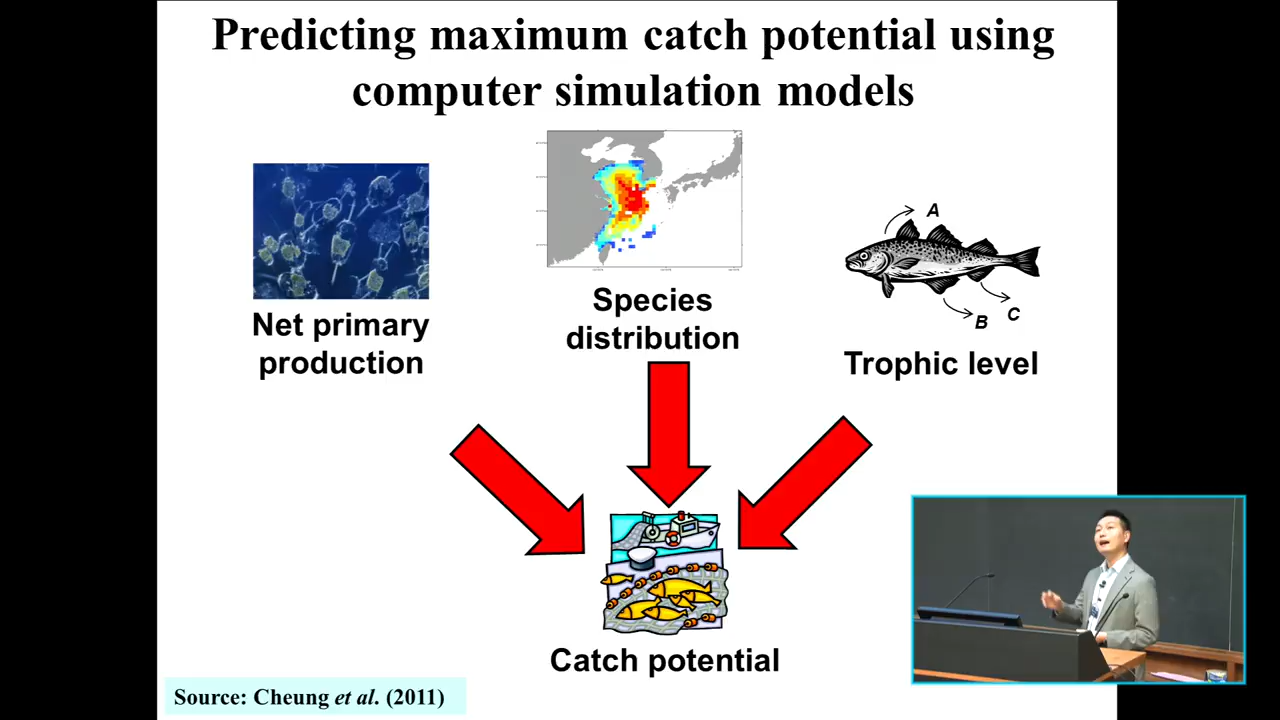 Predicting maximum catch potential using
computer simulation models
Net primary
production
Species
distribution
A
B
C
Trophic level
Catch potential
Source: Cheung et al. (2011)